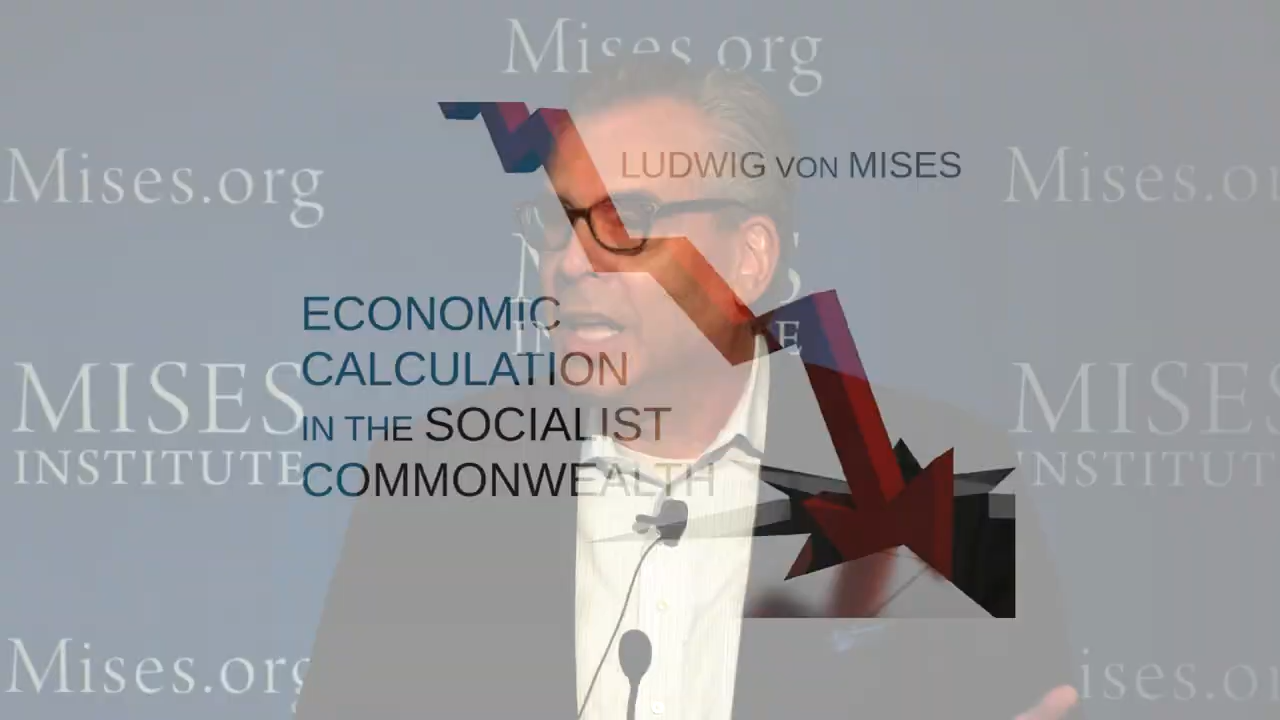 Mises.org
Mises.org
LUDWIG VON MISES
Mises.or
ECONOMIC
CALCULATION
IN THE SOCIALIST
COMMONWEALTH
MISES
INSTITUTE
MISES
INSTITUT
Mises.org
ises.or